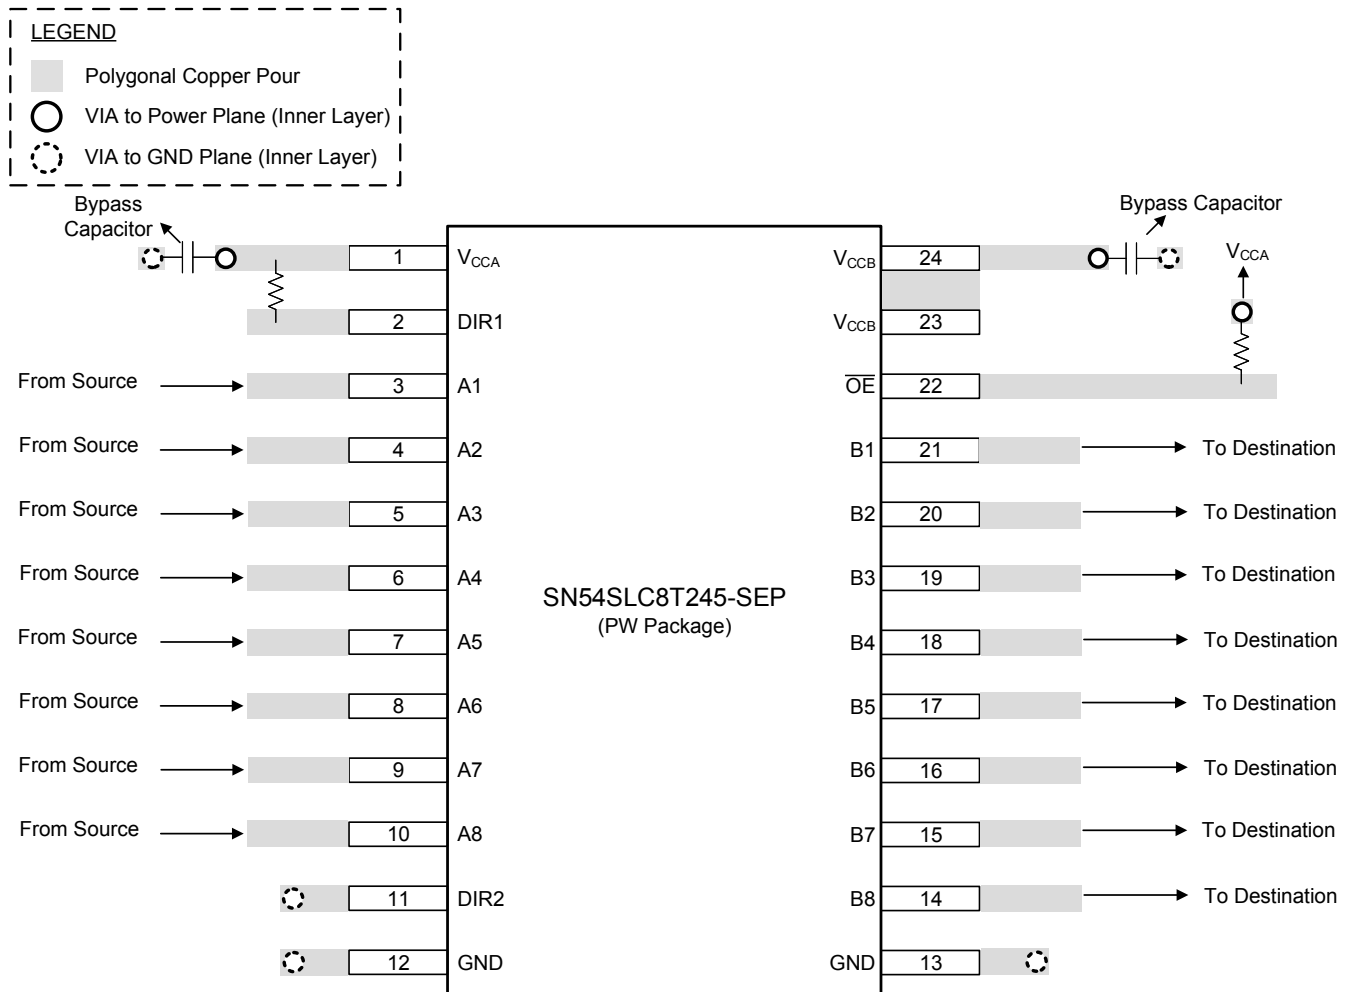 LEGEND
Polygonal Copper Pour
VIA to Power Plane (Inner Layer)
VIA to GND Plane (Inner Layer)
Bypass
Capacitor
Bypass Capacitor
1 VCCA
VCCB 24
VCCA
2 DIR1
VCCB 23
From Source 3 A1
OE 22
From Source 4 A2
B1 21 To Destination
From Source 5 A3
B2 20 To Destination
From Source 6 A4
B3 19 To Destination
SN54SLC8T245-SEP
(PW Package)
From Source 7 A5
B4 18 To Destination
From Source 8 A6
B5 17 To Destination
From Source 9 A7
B6 16 To Destination
From Source 10 A8
B7 15 To Destination
11 DIR2
B8 14 To Destination
12 GND
GND 13